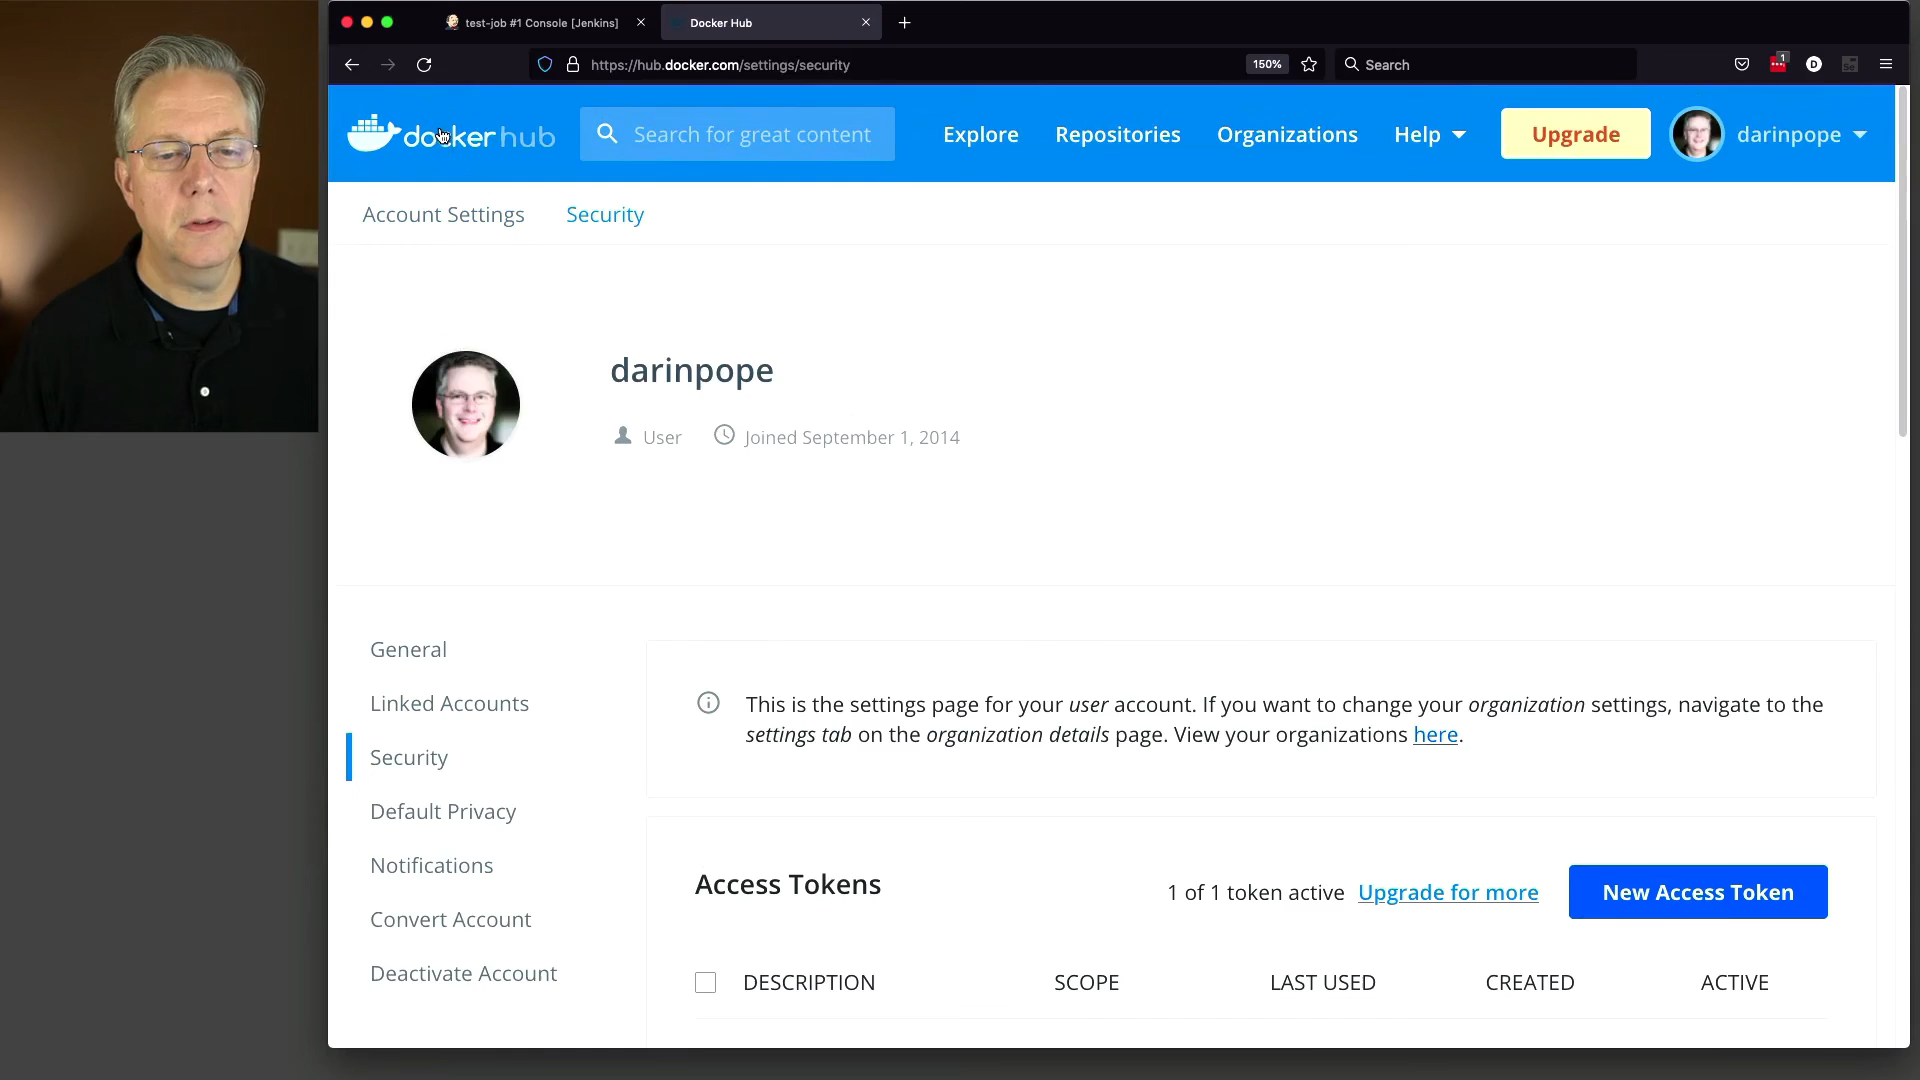 test-job #1 Console [Jenkins]
Docker Hub
https://hub.docker.com/settings/security
150%
Search
1
D
Se
docker hub
Search for great content
Explore
Repositories
Organizations
Help
Upgrade
darinpope
Account Settings
Security
darinpope
User
Joined September 1, 2014
General
Linked Accounts
Security
Default Privacy
Notifications
Convert Account
Deactivate Account
This is the settings page for your user account. If you want to change your organization settings, navigate to the
settings tab on the organization details page. View your organizations here.
Access Tokens
1 of 1 token active
Upgrade for more
New Access Token
DESCRIPTION
SCOPE
LAST USED
CREATED
ACTIVE